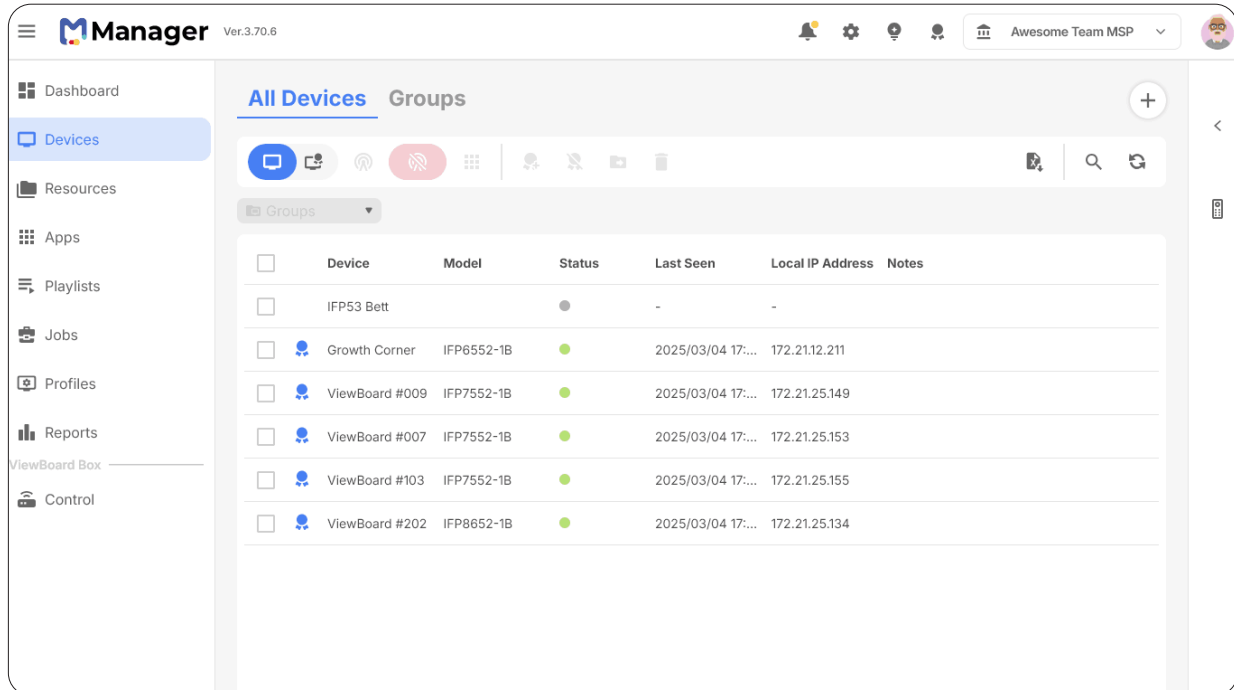 Manager Ver.3.70.6 Awesome Team MSP
Dashboard
Devices
Resources
Apps
Playlists
Jobs
Profiles
Reports
ViewBoard Box
Control
All Devices Groups
Groups
Device Model Status Last Seen Local IP Address Notes
IFP53 Bett - -
Growth Corner IFP6552-1B 2025/03/04 17:... 172.21.12.211
ViewBoard #009 IFP7552-1B 2025/03/04 17:... 172.21.25.149
ViewBoard #007 IFP7552-1B 2025/03/04 17:... 172.21.25.153
ViewBoard #103 IFP7552-1B 2025/03/04 17:... 172.21.25.155
ViewBoard #202 IFP8652-1B 2025/03/04 17:... 172.21.25.134